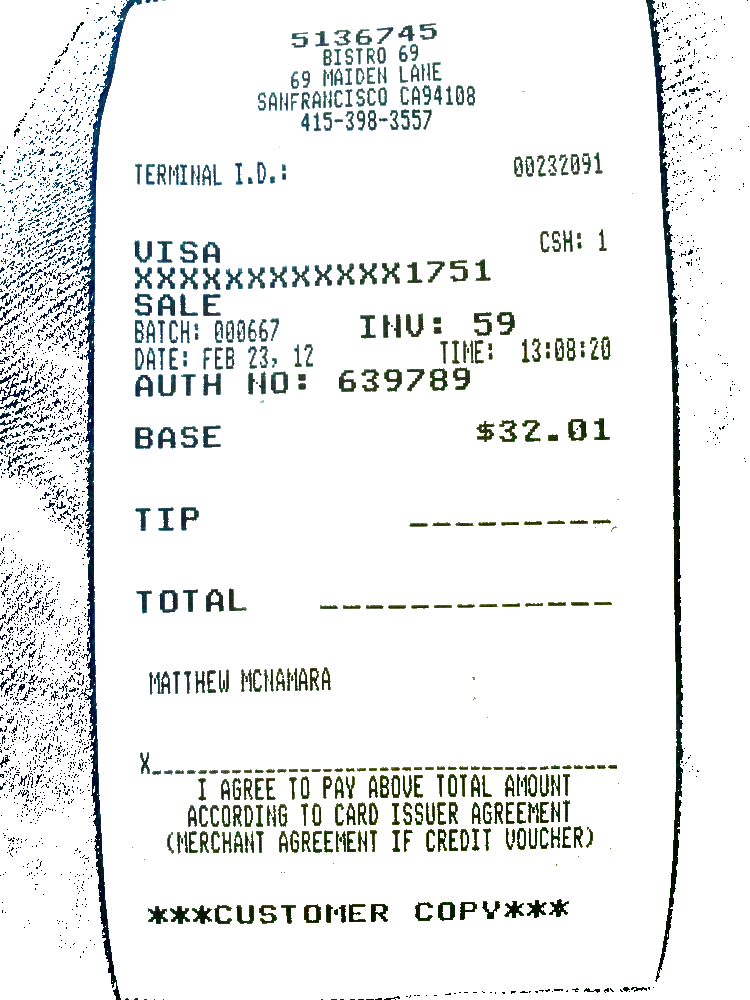 5136745
BISTRO 69
69 MAIDEN LANE
SANFRANCISCO CA94108
415-398-3557
TERMINAL I.D.: 00232091
VISA CSH: 1
XXXXXXXXXXXX1751
SALE
BATCH: 000667 INV: 59
DATE: FEB 23, 12 TIME: 13:08:20
AUTH NO: 639789
BASE $32.01
TIP _________
TOTAL _____________
MATTHEW MCNAMARA
X_______________________________________
I AGREE TO PAY ABOVE TOTAL AMOUNT
ACCORDING TO CARD ISSUER AGREEMENT
(MERCHANT AGREEMENT IF CREDIT VOUCHER)
***CUSTOMER COPY***